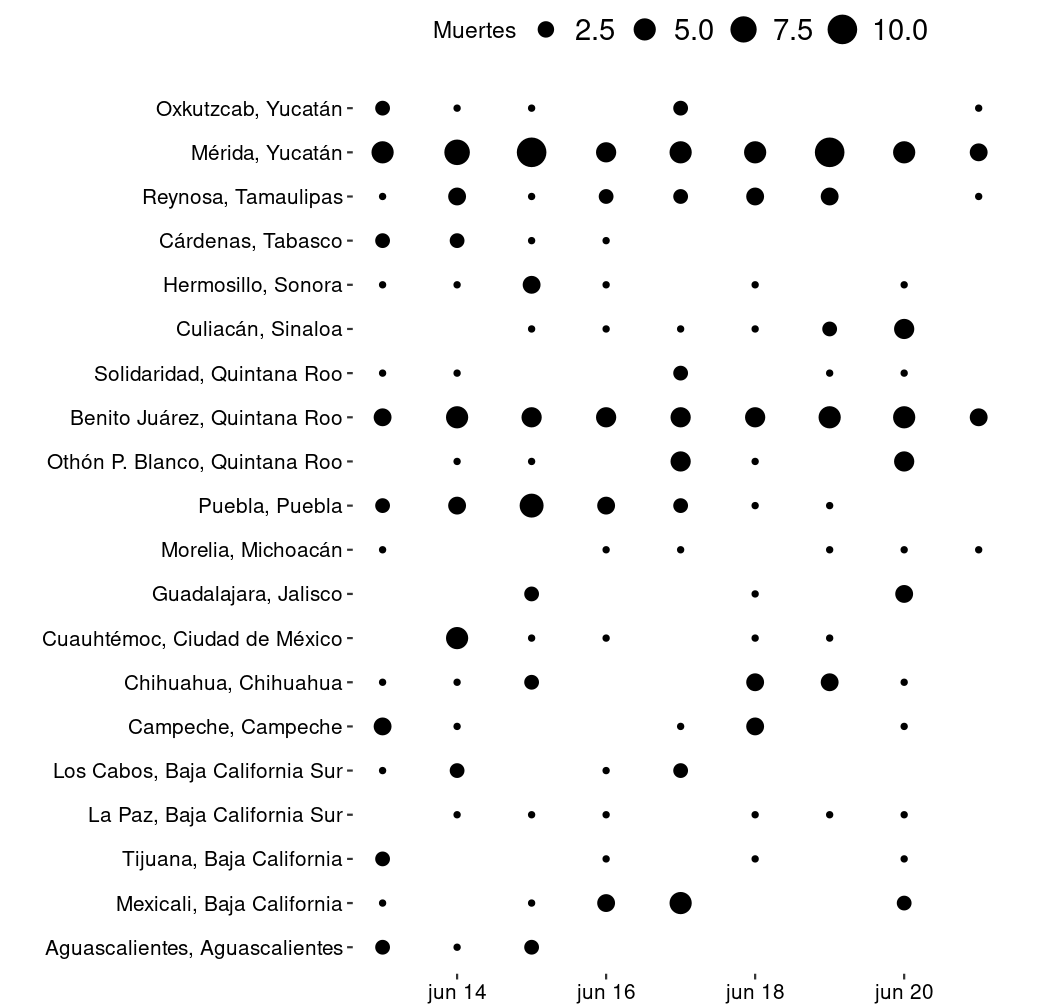 Muertes 2.5 5.0 7.5 10.0
Oxkutzcab, Yucatán
Mérida, Yucatán
Reynosa, Tamaulipas
Cárdenas, Tabasco
Hermosillo, Sonora
Culiacán, Sinaloa
Solidaridad, Quintana Roo
Benito Juárez, Quintana Roo
Othón P. Blanco, Quintana Roo
Puebla, Puebla
Morelia, Michoacán
Guadalajara, Jalisco
Cuauhtémoc, Ciudad de México
Chihuahua, Chihuahua
Campeche, Campeche
Los Cabos, Baja California Sur
La Paz, Baja California Sur
Tijuana, Baja California
Mexicali, Baja California
Aguascalientes, Aguascalientes
jun 14 jun 16 jun 18 jun 20